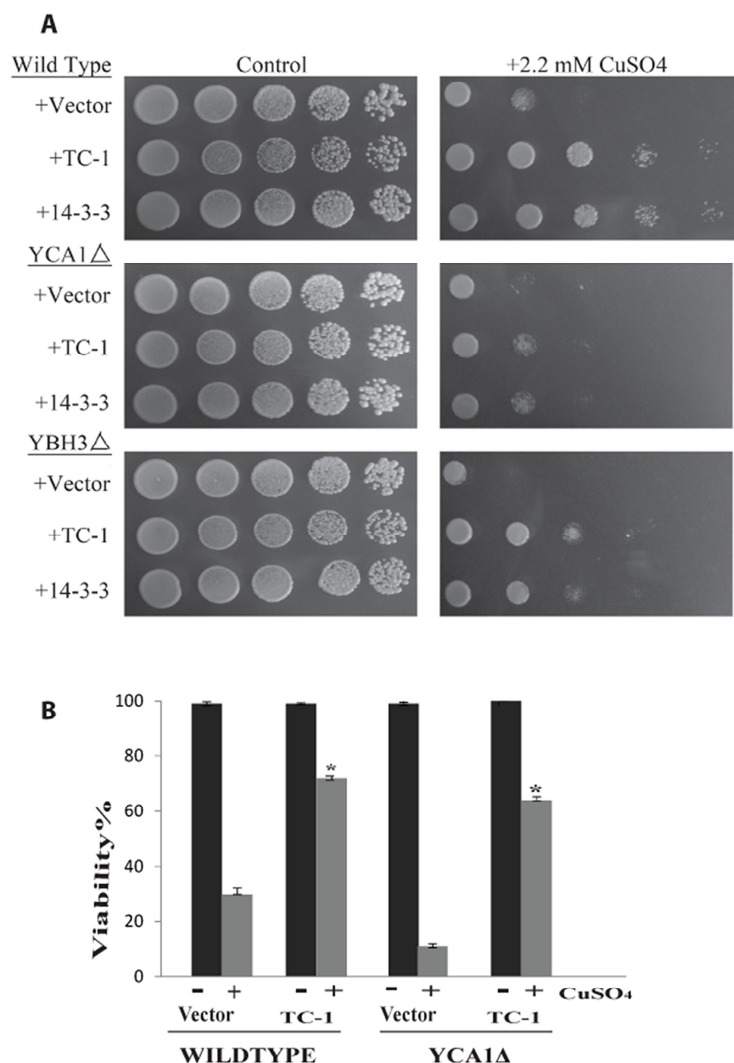 A
Wild Type Control +2.2 mM CuSO4
+Vector
+TC-1
+14-3-3
YCA1△
+Vector
+TC-1
+14-3-3
YBH3△
+Vector
+TC-1
+14-3-3
B
Viability%
100
80
60
40
20
0
* *
- + - + - + - + CuSO4
Vector TC-1 Vector TC-1
WILDTYPE YCA1Δ